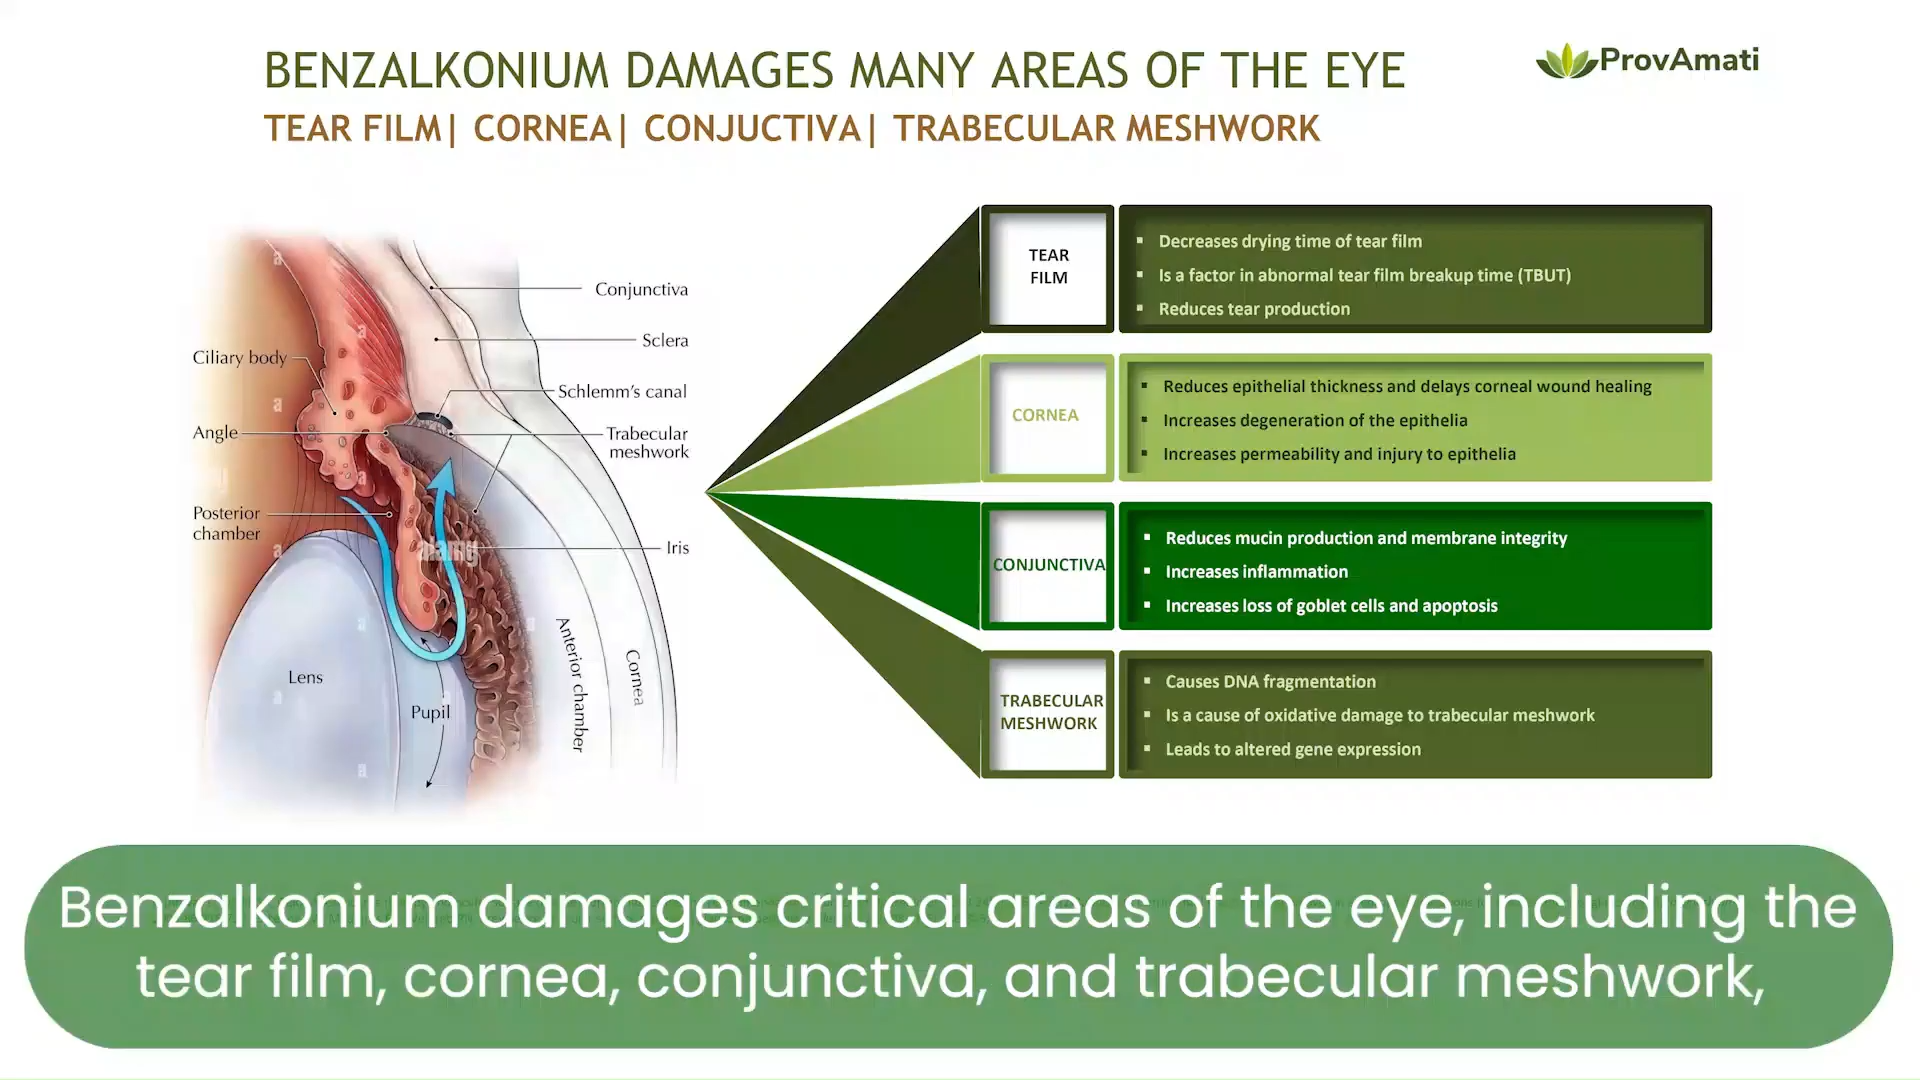 BENZALKONIUM DAMAGES MANY AREAS OF THE EYE
ProvAmati
TEAR FILM| CORNEA| CONJUCTIVA| TRABECULAR MESHWORK
Conjunctiva
Sclera
Ciliary body
Schlemm's canal
Angle
Trabecular
meshwork
Posterior
chamber
Iris
Lens
Pupil
Anterior chamber
Cornea
alamy
a
a
a
a
a
a
a
a
a
TEAR
FILM
▪ Decreases drying time of tear film
▪ Is a factor in abnormal tear film breakup time (TBUT)
▪ Reduces tear production
CORNEA
▪ Reduces epithelial thickness and delays corneal wound healing
▪ Increases degeneration of the epithelia
▪ Increases permeability and injury to epithelia
CONJUNCTIVA
▪ Reduces mucin production and membrane integrity
▪ Increases inflammation
▪ Increases loss of goblet cells and apoptosis
TRABECULAR
MESHWORK
▪ Causes DNA fragmentation
▪ Is a cause of oxidative damage to trabecular meshwork
▪ Leads to altered gene expression
Benzalkonium damages critical areas of the eye, including the
tear film, cornea, conjunctiva, and trabecular meshwork,